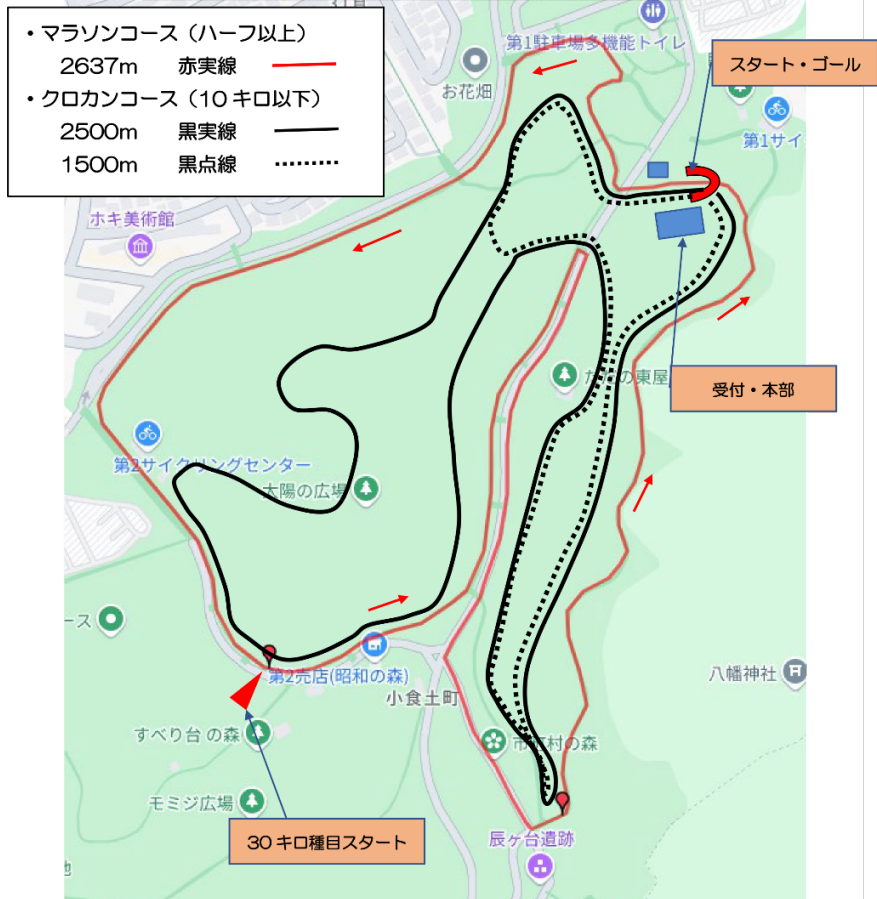 ・マラソンコース（ハーフ以上）
2637m 赤実線
・クロカンコース（10キロ以下）
2500m 黒実線
1500m 黒点線
第1駐車場多機能トイレ
お花畑
スタート・ゴール
第1サイ
ホキ美術館
受付・本部
第2サイクリングセンター
太陽の広場
ース
第2売店(昭和の森)
小食土町
八幡神社
すべり台の森
モミジ広場
30キロ種目スタート
辰ヶ台遺跡